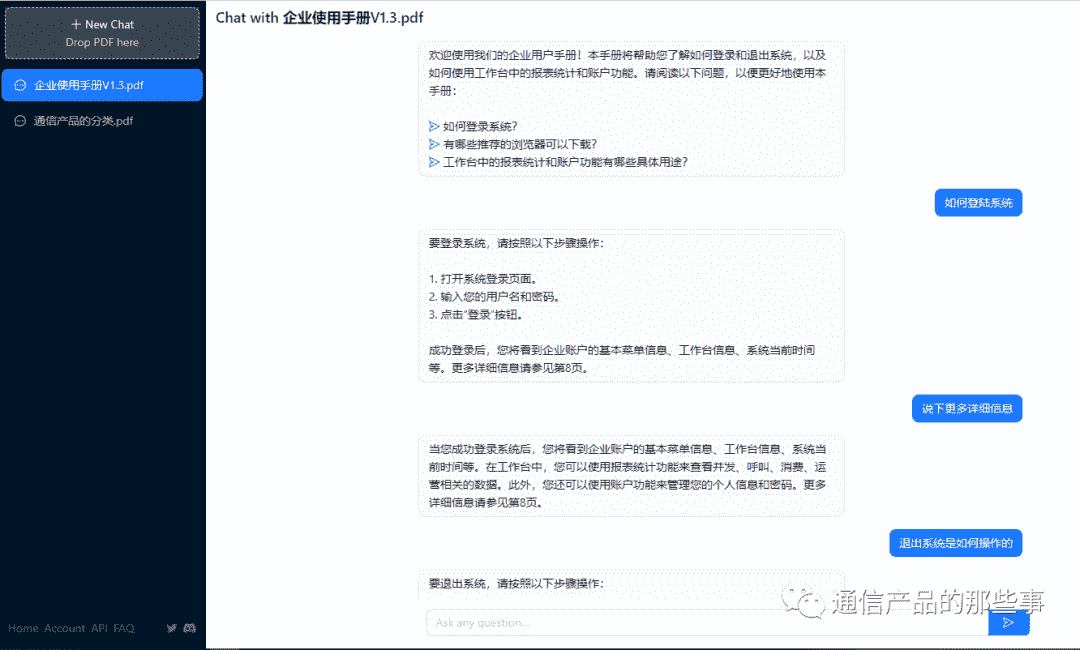 + New Chat
Drop PDF here
企业使用手册V1.3.pdf
通信产品的分类.pdf
Home Account API FAQ
Chat with 企业使用手册V1.3.pdf
欢迎使用我们的企业用户手册！本手册将帮助您了解如何登录和退出系统，以及
如何使用工作台中的报表统计和账户功能。请阅读以下问题，以便更好地使用本
手册：
如何登录系统？
有哪些推荐的浏览器可以下载？
工作台中的报表统计和账户功能有哪些具体用途？
如何登陆系统
要登录系统，请按照以下步骤操作：
1. 打开系统登录页面。
2. 输入您的用户名和密码。
3. 点击“登录”按钮。
成功登录后，您将看到企业账户的基本菜单信息、工作台信息、系统当前时间
等。更多详细信息请参见第8页。
说下更多详细信息
当您成功登录系统后，您将看到企业账户的基本菜单信息、工作台信息、系统当
前时间等。在工作台中，您可以使用报表统计功能来查看并发、呼叫、消费、运
营相关的数据。此外，您还可以使用账户功能来管理您的个人信息和密码。更多
详细信息请参见第8页。
退出系统是如何操作的
要退出系统，请按照以下步骤操作：
通信产品的那些事
Ask any question...